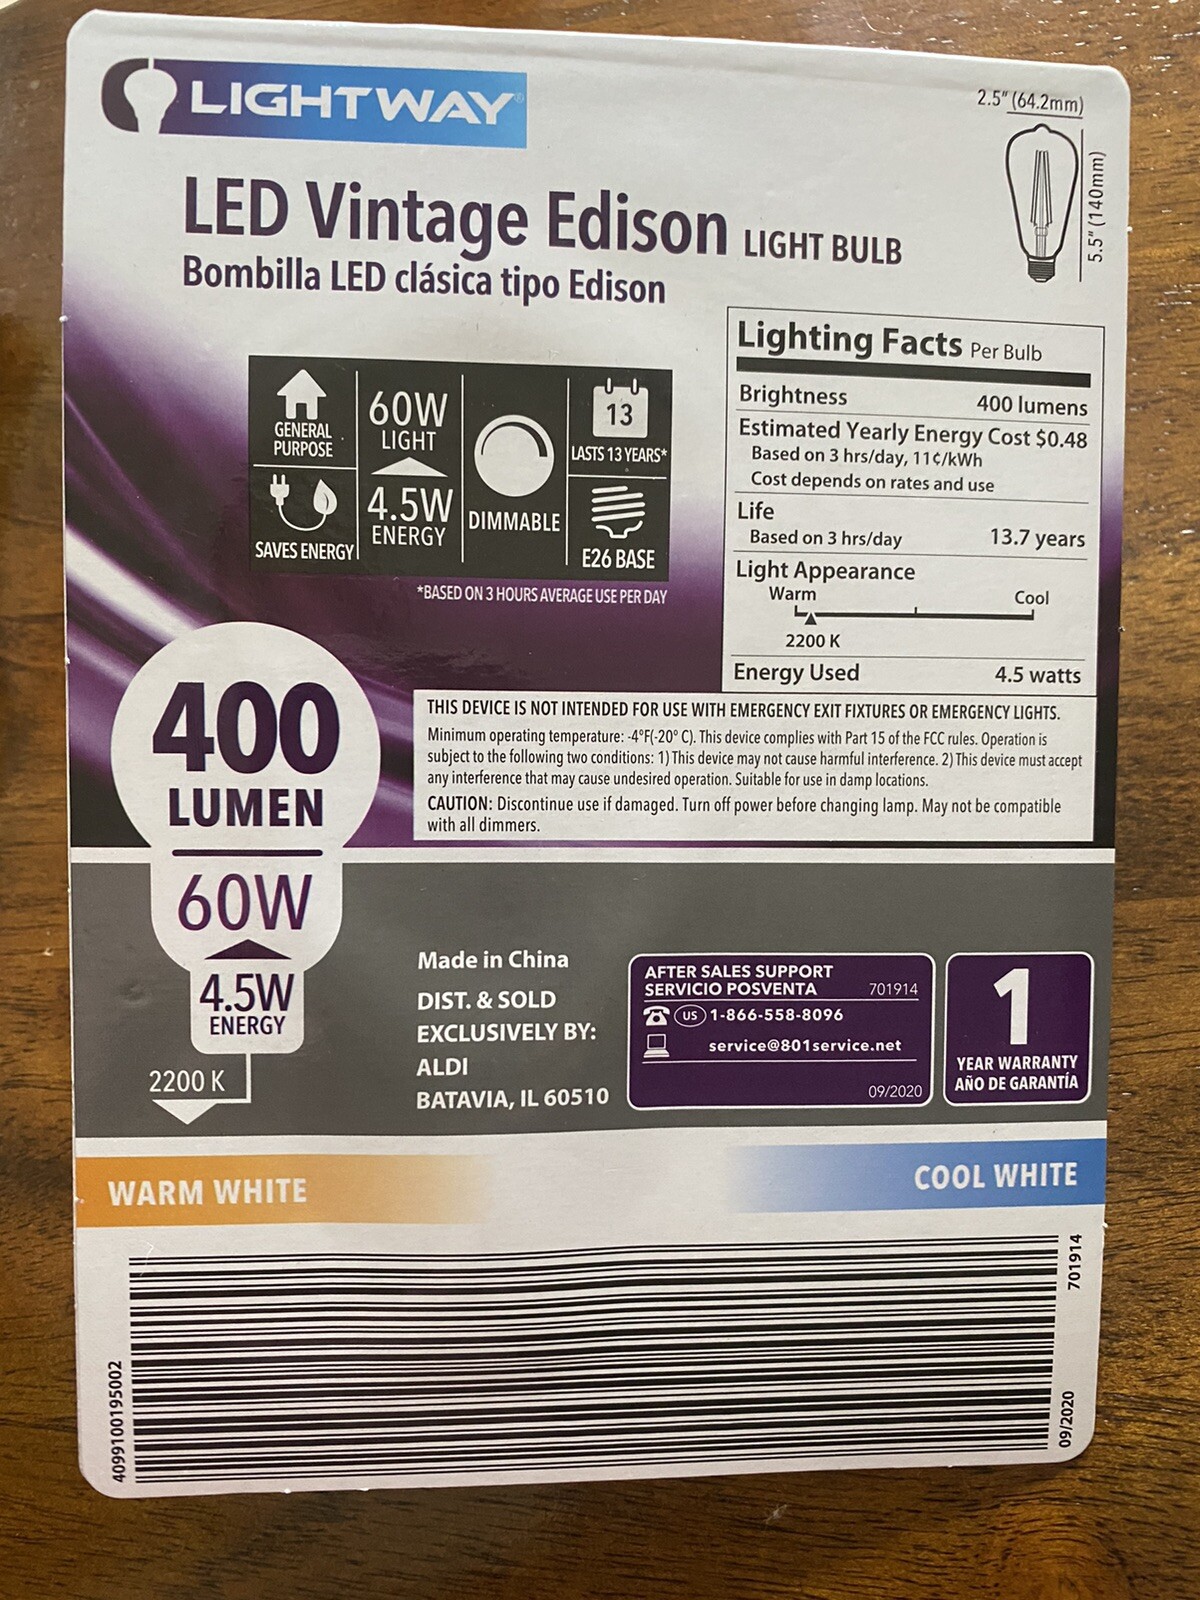 LIGHTWAY®
2.5" (64.2mm)
5.5" (140mm)
LED Vintage Edison LIGHT BULB
Bombilla LED clásica tipo Edison
GENERAL
PURPOSE
SAVES ENERGY
60W
LIGHT
4.5W
ENERGY
DIMMABLE
13
LASTS 13 YEARS*
E26 BASE
*BASED ON 3 HOURS AVERAGE USE PER DAY
Lighting Facts Per Bulb
Brightness 400 lumens
Estimated Yearly Energy Cost $0.48
Based on 3 hrs/day, 11¢/kWh
Cost depends on rates and use
Life
Based on 3 hrs/day 13.7 years
Light Appearance
Warm Cool
2200 K
Energy Used 4.5 watts
THIS DEVICE IS NOT INTENDED FOR USE WITH EMERGENCY EXIT FIXTURES OR EMERGENCY LIGHTS.
Minimum operating temperature: -4°F(-20° C). This device complies with Part 15 of the FCC rules. Operation is
subject to the following two conditions: 1) This device may not cause harmful interference. 2) This device must accept
any interference that may cause undesired operation. Suitable for use in damp locations.
CAUTION: Discontinue use if damaged. Turn off power before changing lamp. May not be compatible
with all dimmers.
400
LUMEN
60W
4.5W
ENERGY
2200 K
Made in China
DIST. & SOLD
EXCLUSIVELY BY:
ALDI
BATAVIA, IL 60510
AFTER SALES SUPPORT
SERVICIO POSVENTA 701914
US 1-866-558-8096
service@801service.net
09/2020
1
YEAR WARRANTY
AÑO DE GARANTÍA
WARM WHITE
COOL WHITE
4099100195002
701914
09/2020